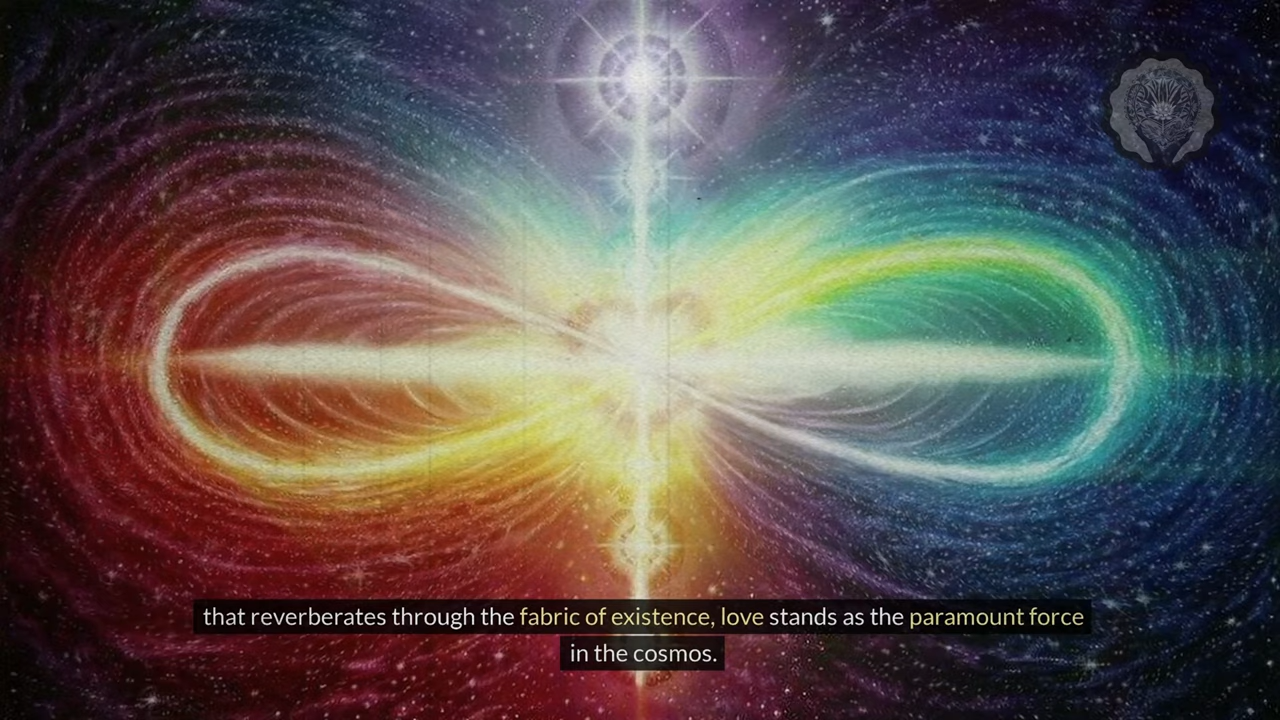 that reverberates through the fabric of existence, love stands as the paramount force
in the cosmos.